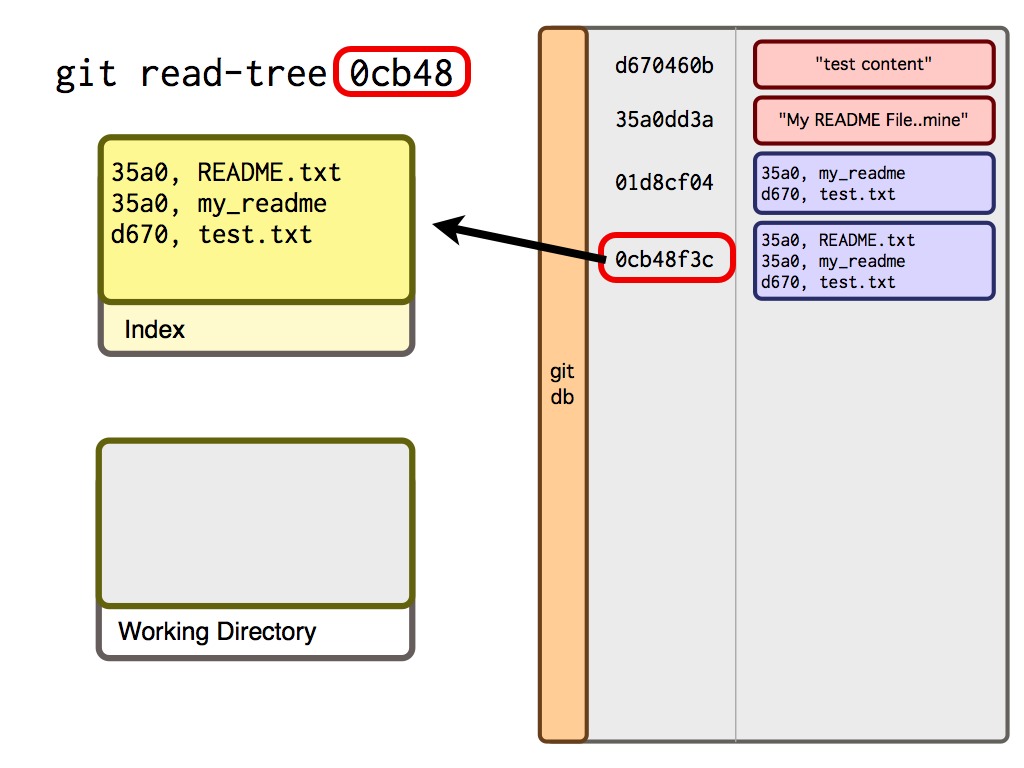 git read-tree 0cb48
35a0, README.txt
35a0, my_readme
d670, test.txt
Index
Working Directory
git
db
d670460b
"test content"
35a0dd3a
"My README File..mine"
01d8cf04
35a0, my_readme
d670, test.txt
0cb48f3c
35a0, README.txt
35a0, my_readme
d670, test.txt